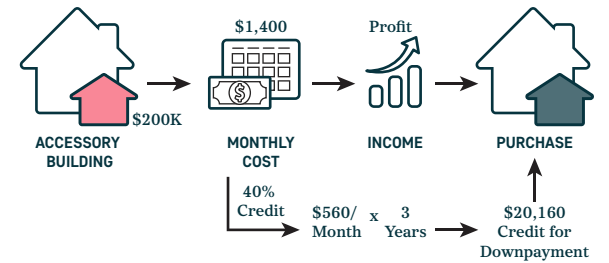 $1,400
Profit
$200K
ACCESSORY
BUILDING
MONTHLY
COST
INCOME
PURCHASE
40%
Credit
$560/
Month
x
3
Years
$20,160
Credit for
Downpayment